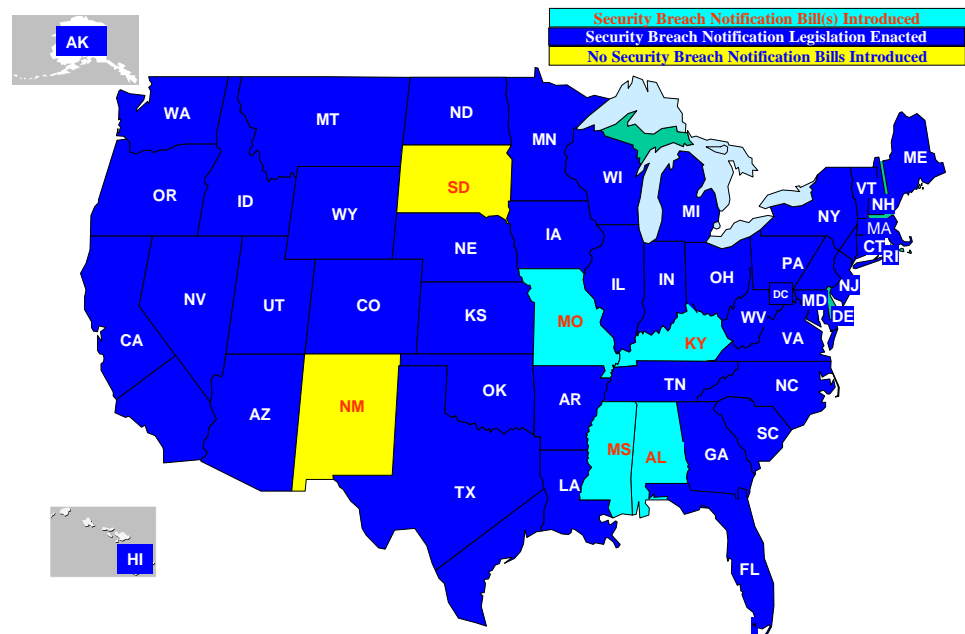 Security Breach Notification Bill(s) Introduced
Security Breach Notification Legislation Enacted
No Security Breach Notification Bills Introduced
AK
WA
MT
ND
MN
ME
OR
ID
SD
WI
VT
NH
WY
MI
NY
MA
NE
IA
CT
RI
NV
UT
CO
IL
IN
OH
PA
NJ
DC
MD
DE
KS
MO
WV
CA
KY
VA
AZ
NM
OK
AR
TN
NC
SC
MS
AL
GA
TX
LA
HI
FL